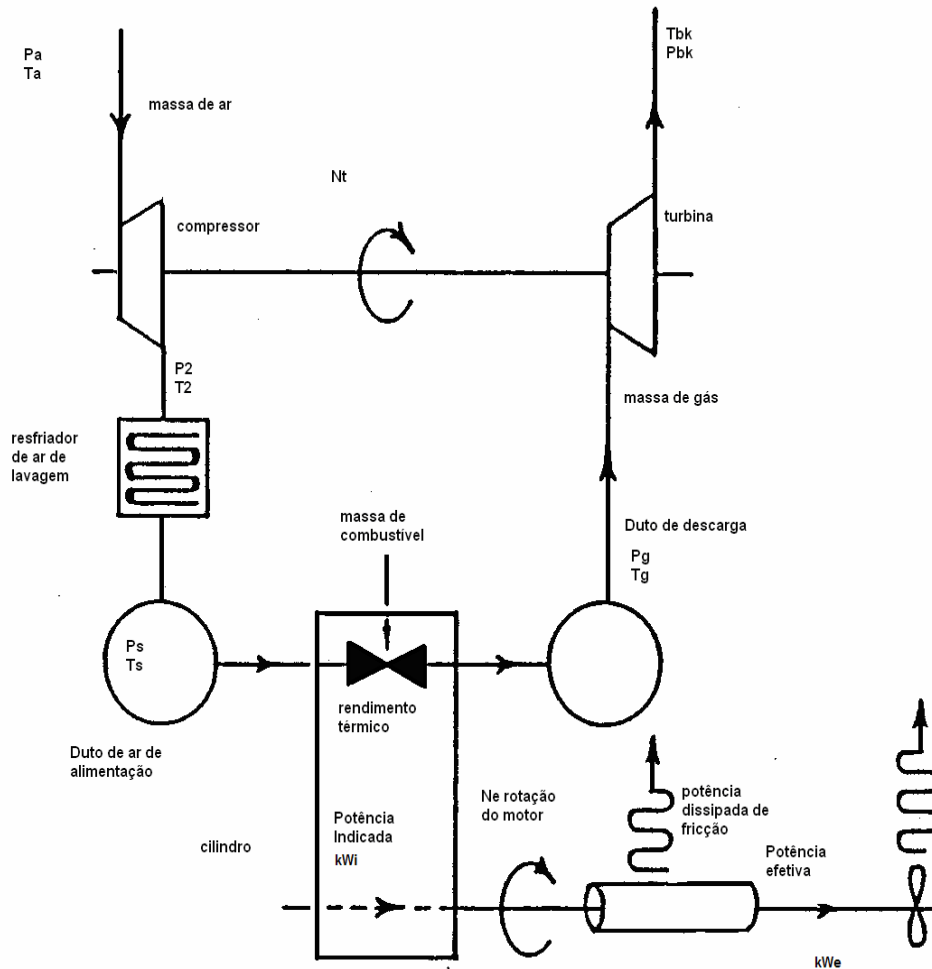 Pa
Ta
massa de ar
Tbk
Pbk
Nt
compressor
turbina
P2
T2
massa de gás
resfriador
de ar de
lavagem
massa de
combustível
Duto de descarga
Pg
Tg
Ps
Ts
rendimento
térmico
Duto de ar de
alimentação
Ne rotação
do motor
potência
dissipada de
fricção
Potência
Indicada
kWi
cilindro
Potência
efetiva
kWe